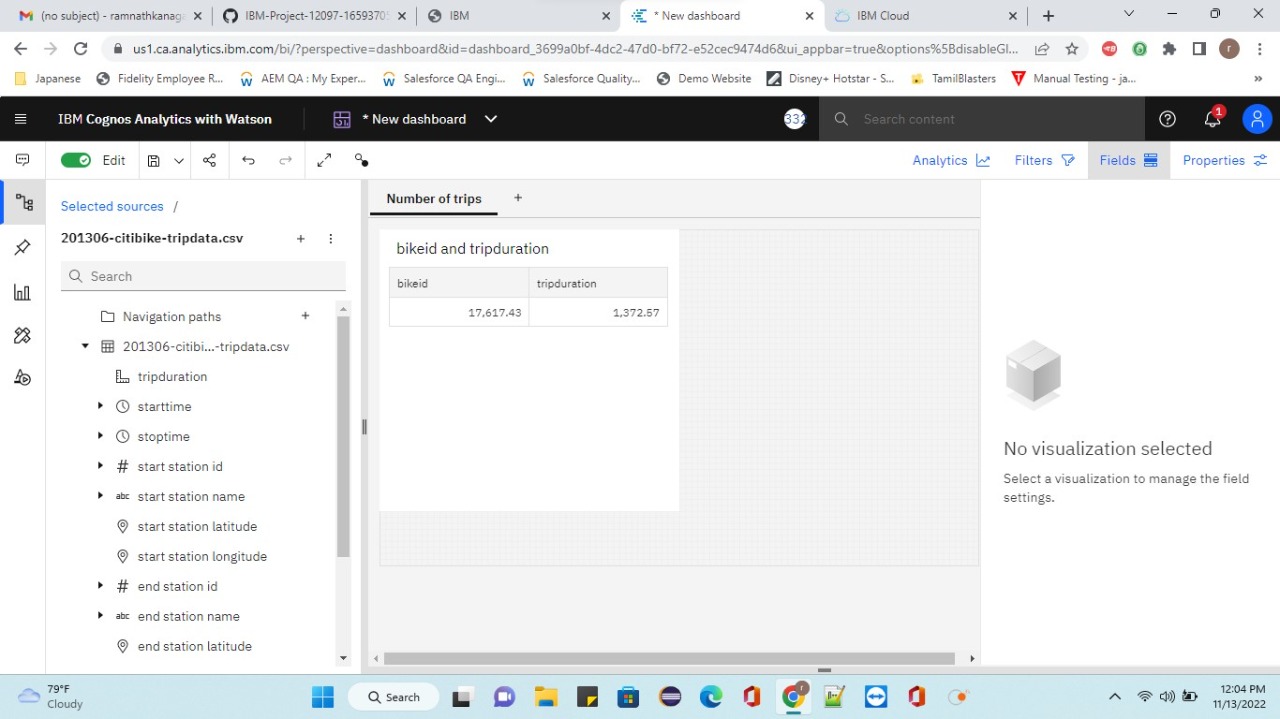 (no subject) - ramnathkanag
IBM-Project-12097-16593705
IBM
* New dashboard
IBM Cloud
us1.ca.analytics.ibm.com/bi/?perspective=dashboard&id=dashboard_3699a0bf-4dc2-47d0-bf72-e52cec9474d6&ui_appbar=true&options%5BdisableGl...
r
Japanese
Fidelity Employee R...
AEM QA : My Exper...
Salesforce QA Engi...
Salesforce Quality...
Demo Website
Disney+ Hotstar - S...
TamilBlasters
Manual Testing - ja...
»
IBM Cognos Analytics with Watson
* New dashboard
332
Search content
1
Edit
Analytics
Filters
Fields
Properties
Selected sources /
201306-citibike-tripdata.csv
Search
Navigation paths
201306-citibi...-tripdata.csv
tripduration
starttime
stoptime
# start station id
abc start station name
start station latitude
start station longitude
# end station id
abc end station name
end station latitude
Number of trips
bikeid and tripduration
bikeid
tripduration
17,617.43
1,372.57
No visualization selected
Select a visualization to manage the field
settings.
79°F
Cloudy
Search
r
12:04 PM
11/13/2022